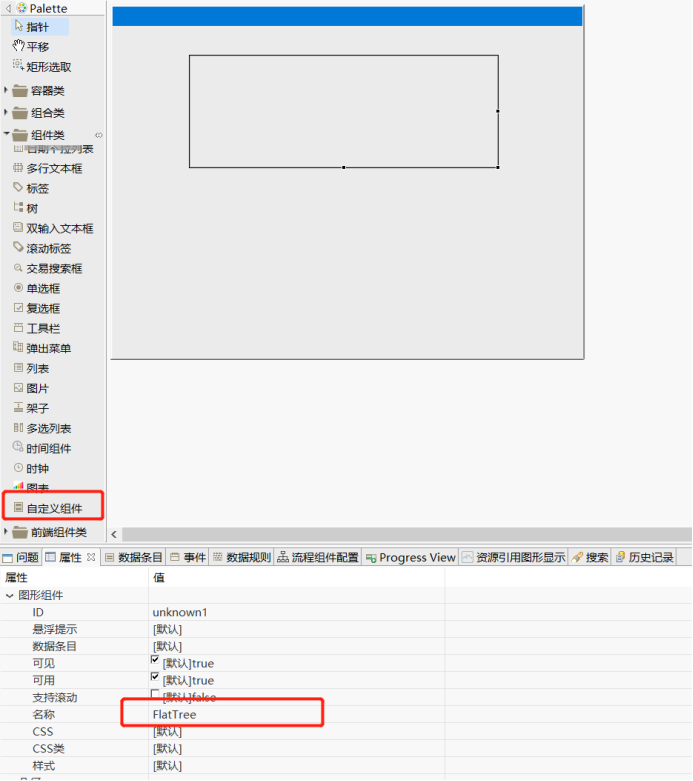 Palette
指针
平移
矩形选取
容器类
组合类
组件类
日期下拉列表
多行文本框
标签
树
双输入文本框
滚动标签
交易搜索框
单选框
复选框
工具栏
弹出菜单
列表
图片
架子
多选列表
时间组件
时钟
图表
自定义组件
前端组件类
问题 属性 数据条目 事件 数据规则 流程组件配置 Progress View 资源引用图形显示 搜索 历史记录
属性 值
图形组件
ID unknown1
悬浮提示 [默认]
数据条目 [默认]
可见 [默认]true
可用 [默认]true
支持滚动 [默认]false
名称 FlatTree
CSS [默认]
CSS类 [默认]
样式 [默认]